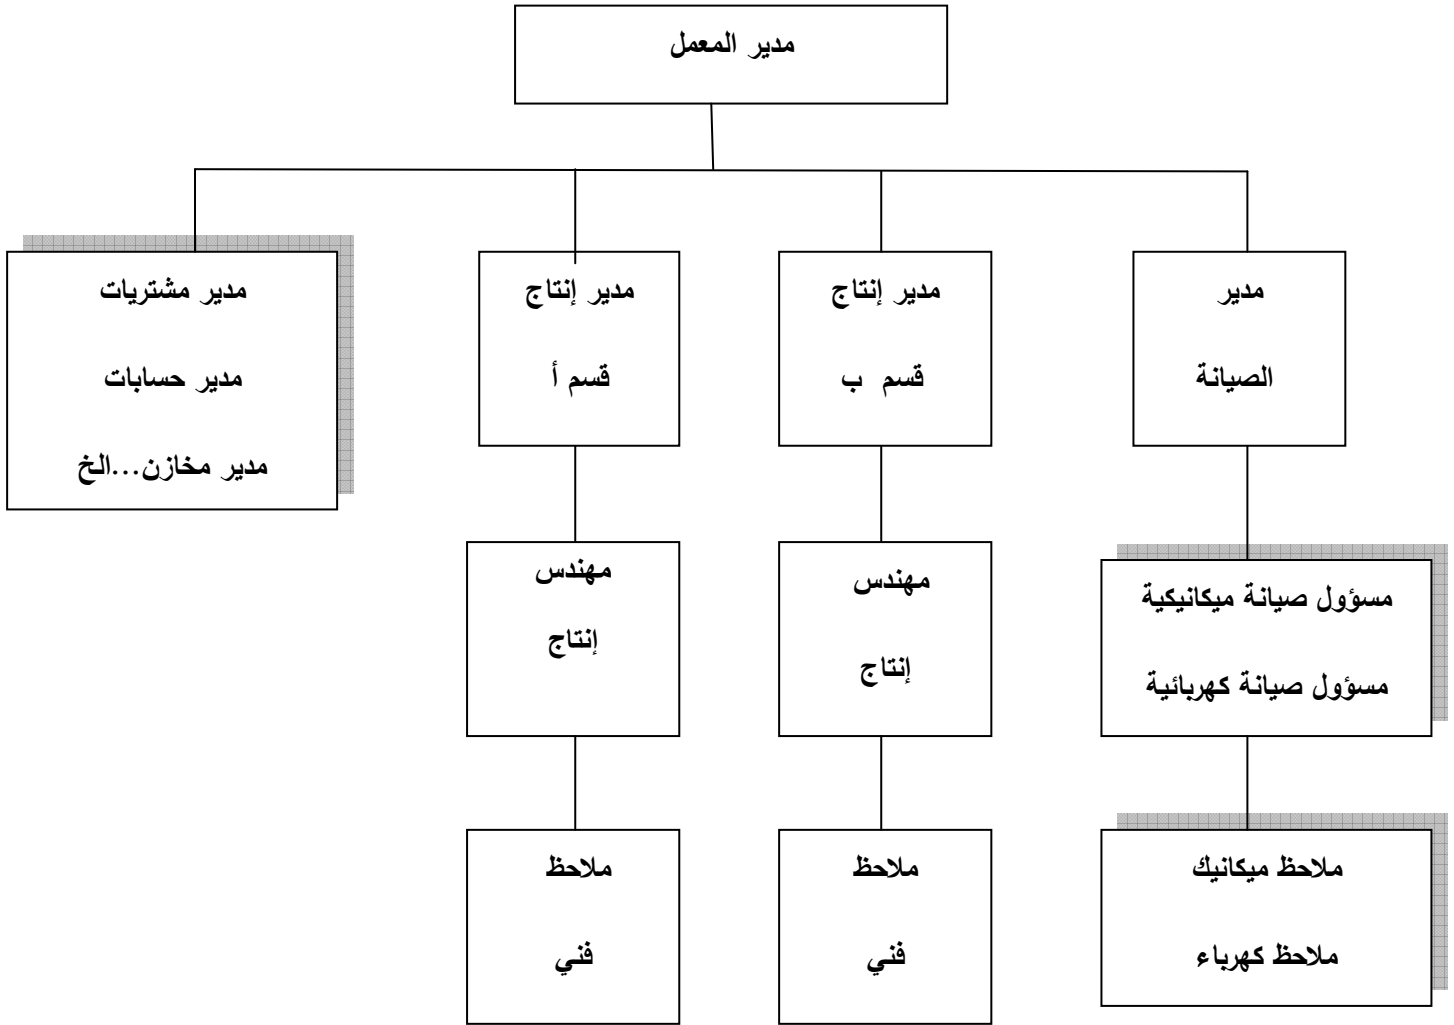 مدير المعمل
مدير
الصيانة
مدير إنتاج
قسم ب
مدير إنتاج
قسم أ
مدير مشتريات
مدير حسابات
مدير مخازن...الخ
مسؤول صيانة ميكانيكية
مسؤول صيانة كهربائية
مهندس
إنتاج
مهندس
إنتاج
ملاحظ ميكانيك
ملاحظ كهرباء
ملاحظ
فني
ملاحظ
فني